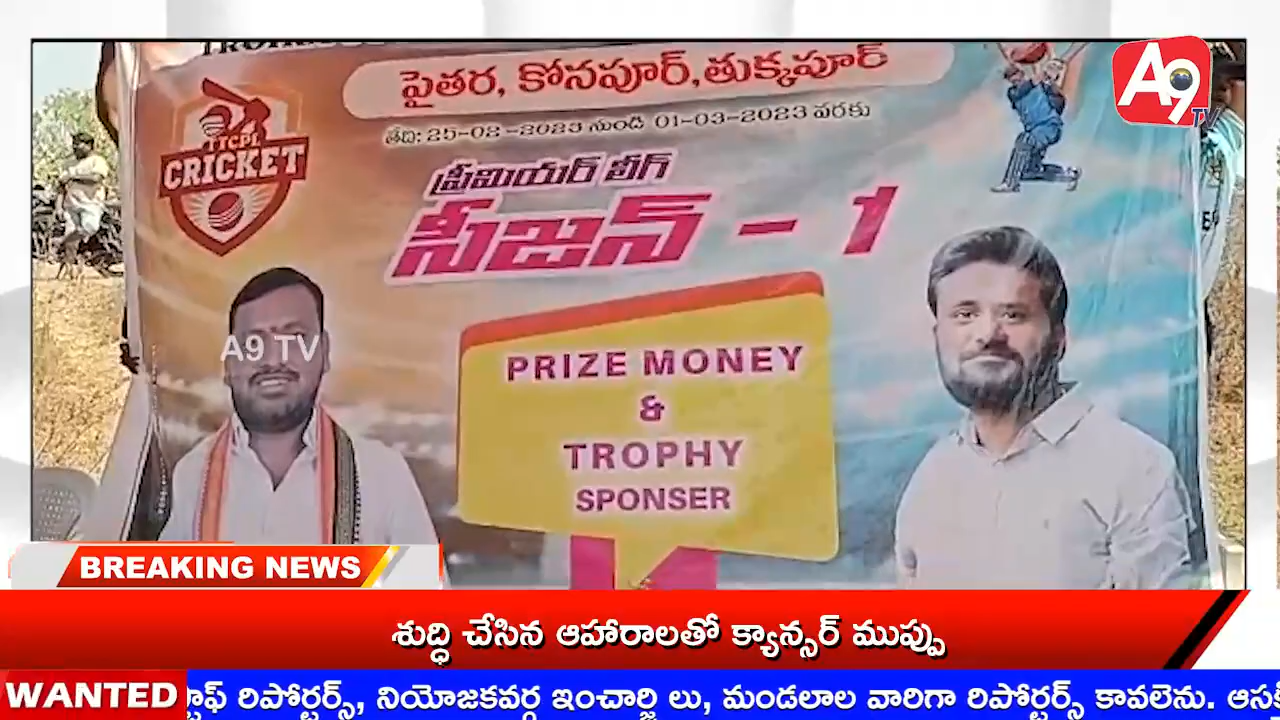 పైతర, కోనపూర్,తుక్కపూర్
తేది: 25-02-2023 నుండి 01-03-2023 వరకు
TTCPL
CRICKET
ప్రీమియర్ లీగ్
సీజన్ - 1
PRIZE MONEY
&
TROPHY
SPONSER
A9 TV
A9
TV
BREAKING NEWS
శుద్ధి చేసిన ఆహారాలతో క్యాన్సర్ ముప్పు
WANTED
రిపోర్టర్స్, నియోజకవర్గ ఇంచార్జి లు, మండలాల వారిగా రిపోర్టర్స్ కావలెను.